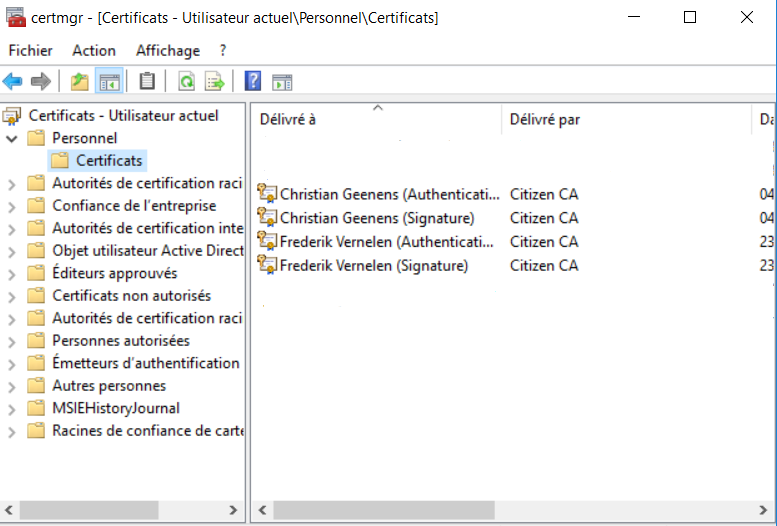 certmgr - [Certificats - Utilisateur actuel\Personnel\Certificats]
Fichier Action Affichage ?
Certificats - Utilisateur actuel
Personnel
Certificats
Autorités de certification raci
Confiance de l'entreprise
Autorités de certification inte
Objet utilisateur Active Direct
Éditeurs approuvés
Certificats non autorisés
Autorités de certification raci
Personnes autorisées
Émetteurs d'authentification
Autres personnes
MSIEHistoryJournal
Racines de confiance de carte
Délivré à Délivré par Da
Christian Geenens (Authenticati... Citizen CA 04
Christian Geenens (Signature) Citizen CA 04
Frederik Vernelen (Authenticati... Citizen CA 23
Frederik Vernelen (Signature) Citizen CA 23